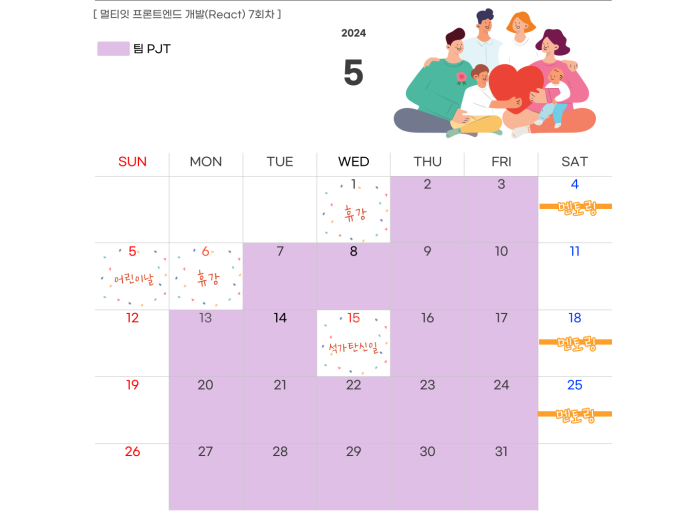 [ 멀티잇 프론트엔드 개발(React) 7회차 ]
팀 PJT
2024
5
SUN MON TUE WED THU FRI SAT
1 2 3 4
휴강 멘토링
5 6 7 8 9 10 11
어린이날 휴강
12 13 14 15 16 17 18
석가탄신일 멘토링
19 20 21 22 23 24 25
멘토링
26 27 28 29 30 31